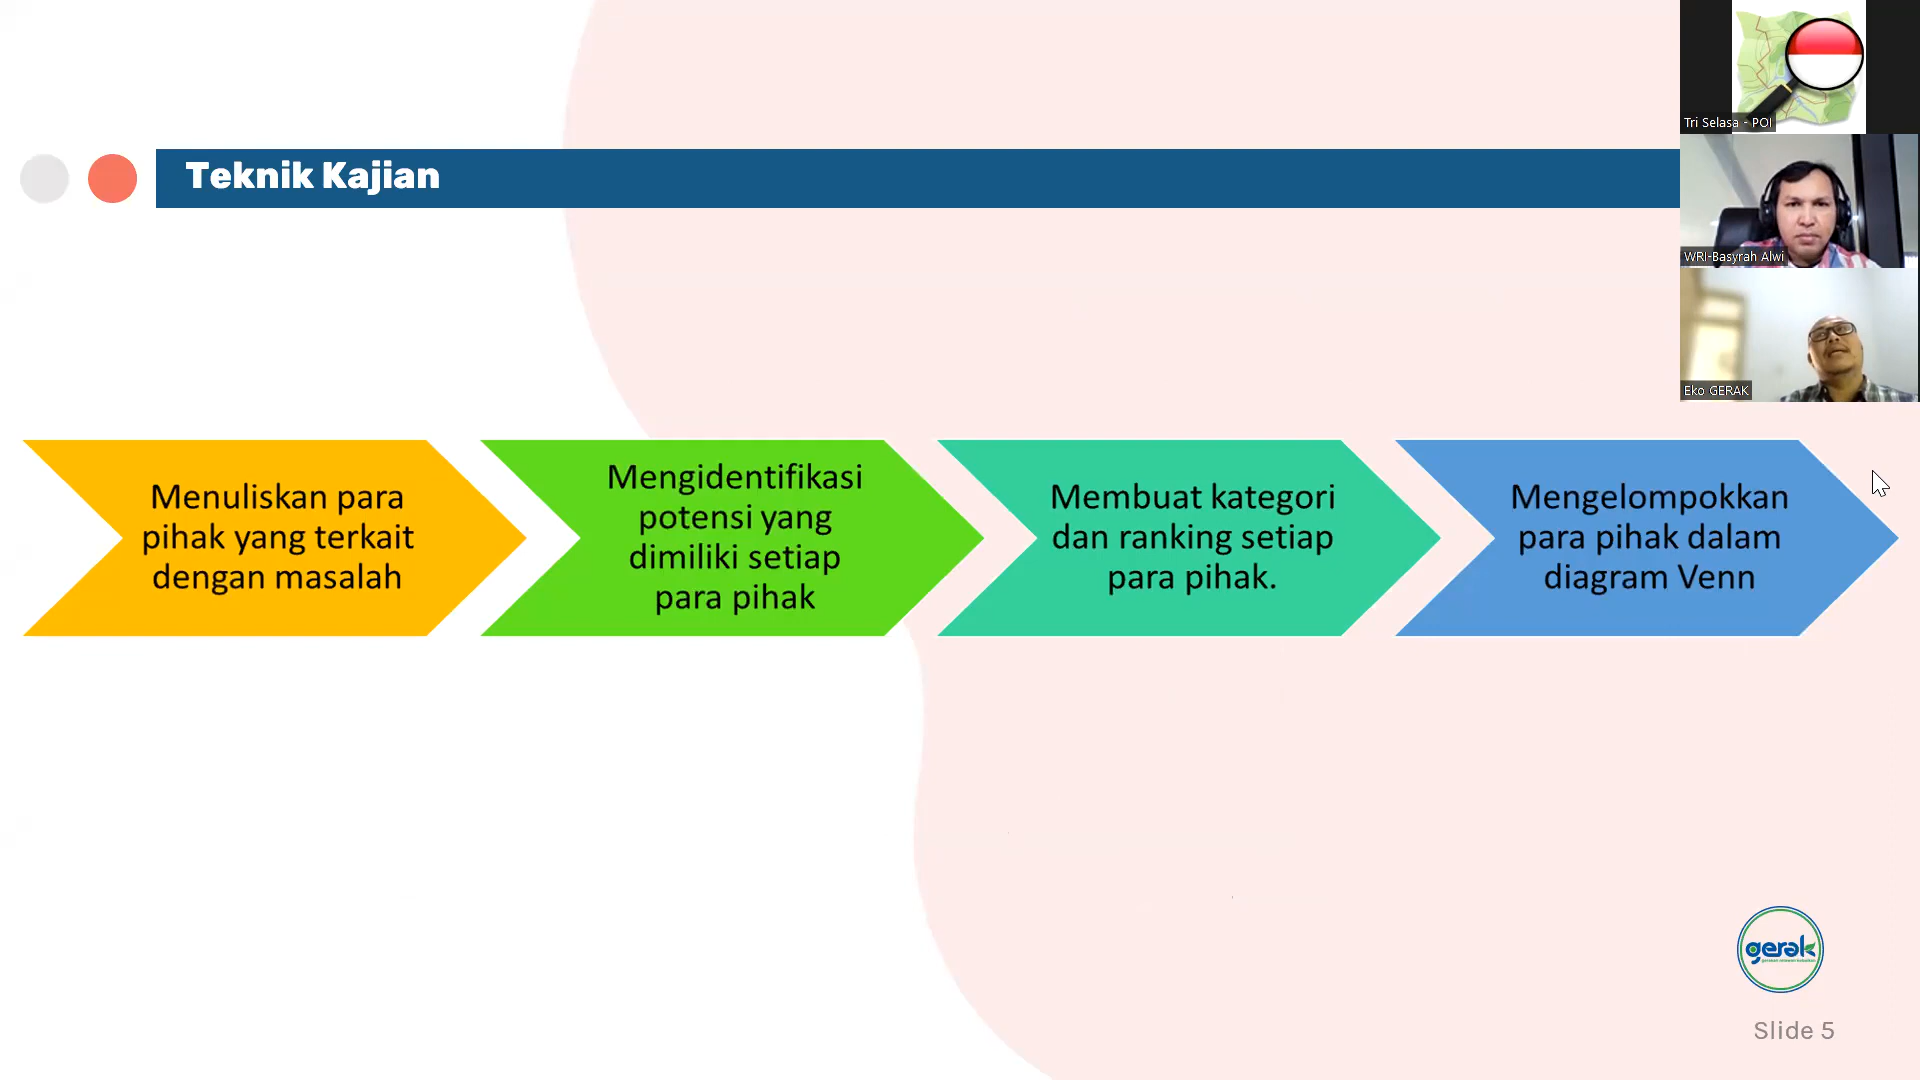 Teknik Kajian
Tri Selasa - POI
WRI-Basyrah Alwi
Eko GERAK
Menuliskan para
pihak yang terkait
dengan masalah
Mengidentifikasi
potensi yang
dimiliki setiap
para pihak
Membuat kategori
dan ranking setiap
para pihak.
Mengelompokkan
para pihak dalam
diagram Venn
gerak
Slide 5